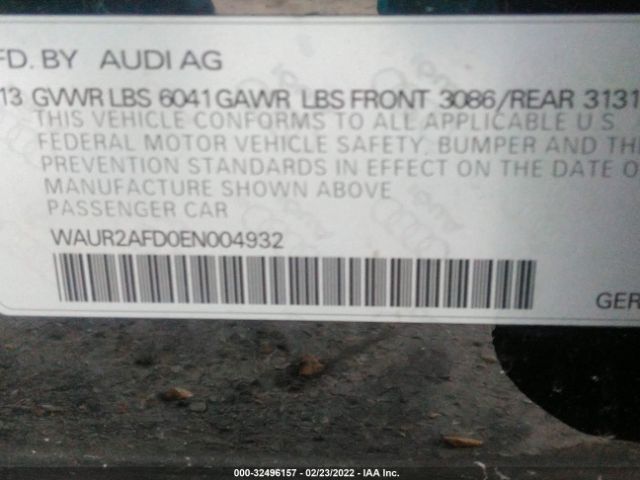 FD. BY AUDI AG
13 GVWR LBS 6041 GAWR LBS FRONT 3086/REAR 3131
THIS VEHICLE CONFORMS TO ALL APPLICABLE U S
FEDERAL MOTOR VEHICLE SAFETY, BUMPER AND THE
PREVENTION STANDARDS IN EFFECT ON THE DATE O
MANUFACTURE SHOWN ABOVE
PASSENGER CAR
WAUR2AFD0EN004932
GER
000-32496157 - 02/23/2022 - IAA Inc.